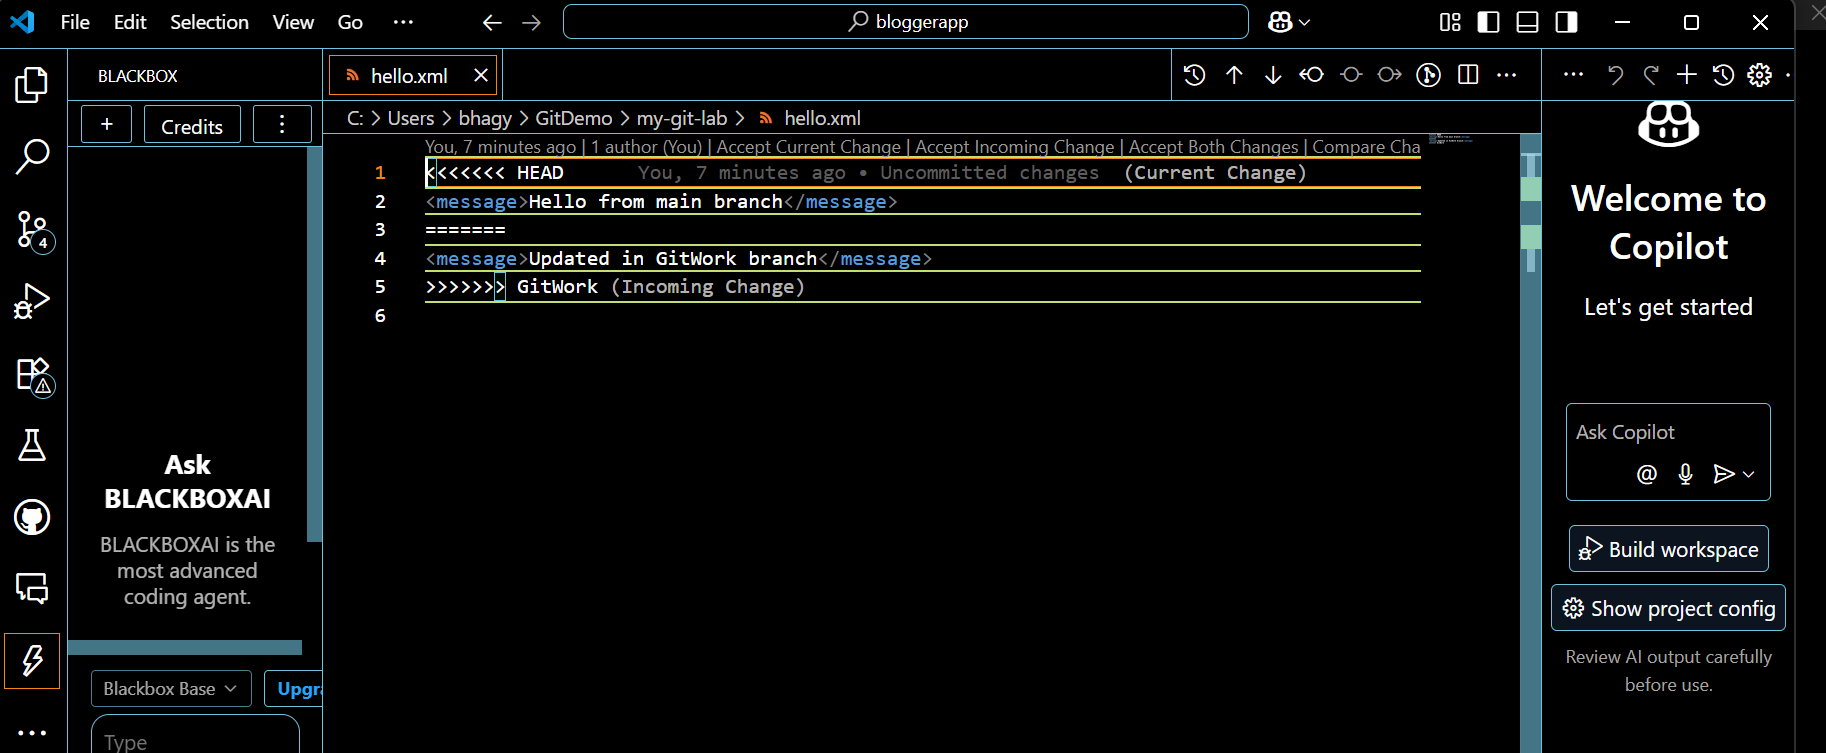 File Edit Selection View Go ··· bloggerapp
BLACKBOX
+ Credits
hello.xml
C: > Users > bhagy > GitDemo > my-git-lab > hello.xml
You, 7 minutes ago | 1 author (You) | Accept Current Change | Accept Incoming Change | Accept Both Changes | Compare Cha
1 <<<<<<< HEAD You, 7 minutes ago • Uncommitted changes (Current Change)
2 <message>Hello from main branch</message>
3 =======
4 <message>Updated in GitWork branch</message>
5 >>>>>>> GitWork (Incoming Change)
6
4
Ask
BLACKBOXAI
BLACKBOXAI is the
most advanced
coding agent.
Blackbox Base
Upgra
Type
Welcome to
Copilot
Let's get started
Ask Copilot
@
Build workspace
Show project config
Review AI output carefully
before use.